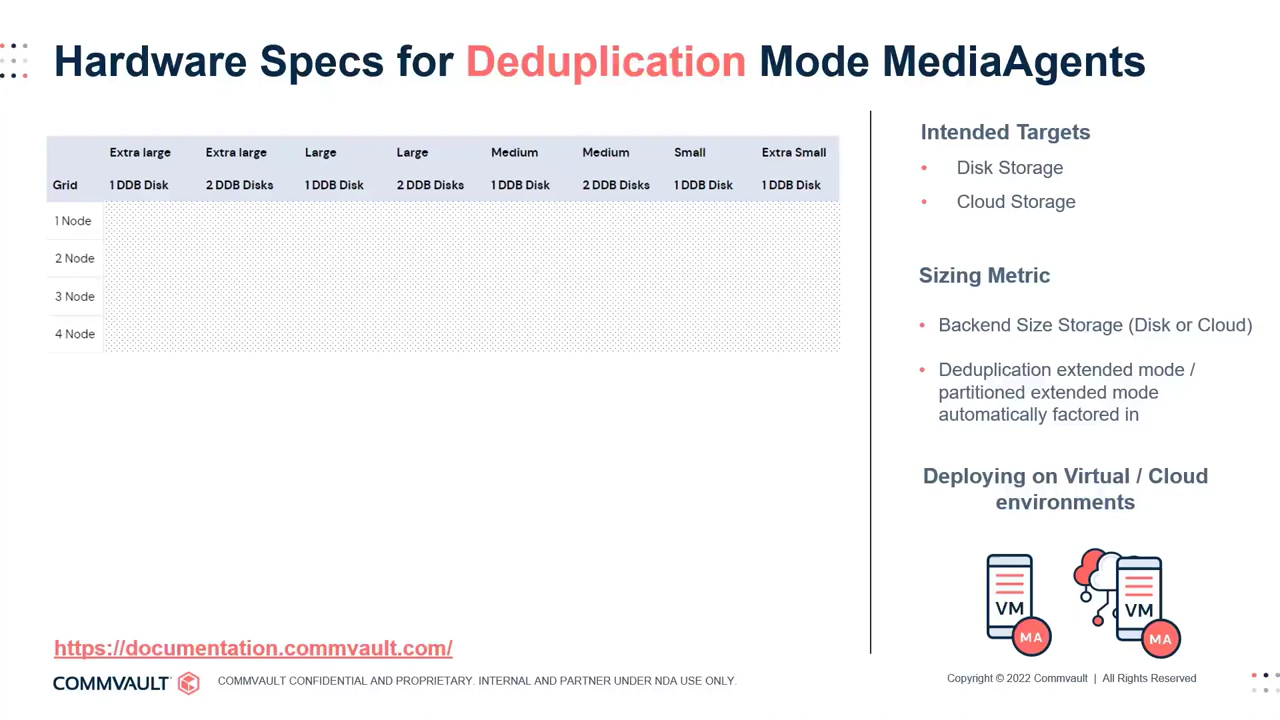 Hardware Specs for Deduplication Mode MediaAgents
Extra large Extra large Large Large Medium Medium Small Extra Small
Grid 1 DDB Disk 2 DDB Disks 1 DDB Disk 2 DDB Disks 1 DDB Disk 2 DDB Disks 1 DDB Disk 1 DDB Disk
1 Node
2 Node
3 Node
4 Node
Intended Targets
• Disk Storage
• Cloud Storage
Sizing Metric
• Backend Size Storage (Disk or Cloud)
• Deduplication extended mode /
partitioned extended mode
automatically factored in
Deploying on Virtual / Cloud
environments
VM
MA
VM
MA
https://documentation.commvault.com/
COMMVAULT
COMMVAULT CONFIDENTIAL AND PROPRIETARY. INTERNAL AND PARTNER UNDER NDA USE ONLY.
Copyright © 2022 Commvault | All Rights Reserved